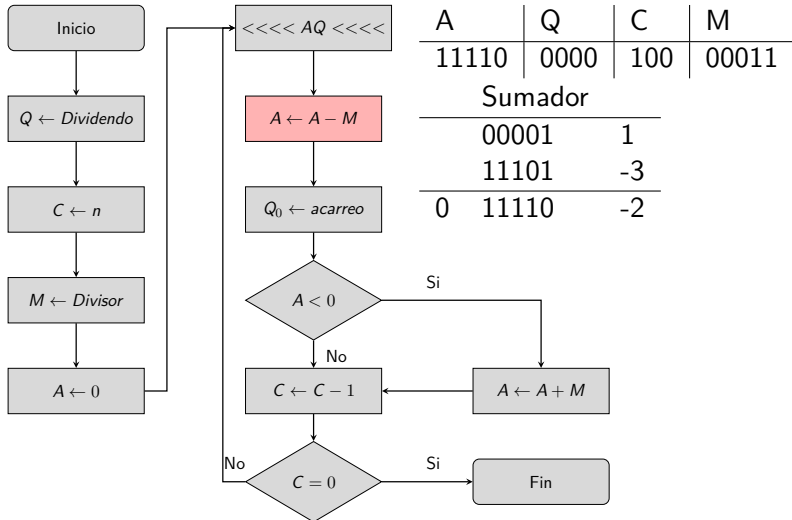 Inicio
Q ← Dividendo
C ← n
M ← Divisor
A ← 0
<<<< AQ <<<<
A ← A − M
Q₀ ← acarreo
A < 0
Si
No
C ← C − 1
A ← A + M
C = 0
No
Si
Fin
A Q C M
11110 0000 100 00011
Sumador
00001 1
11101 -3
0 11110 -2